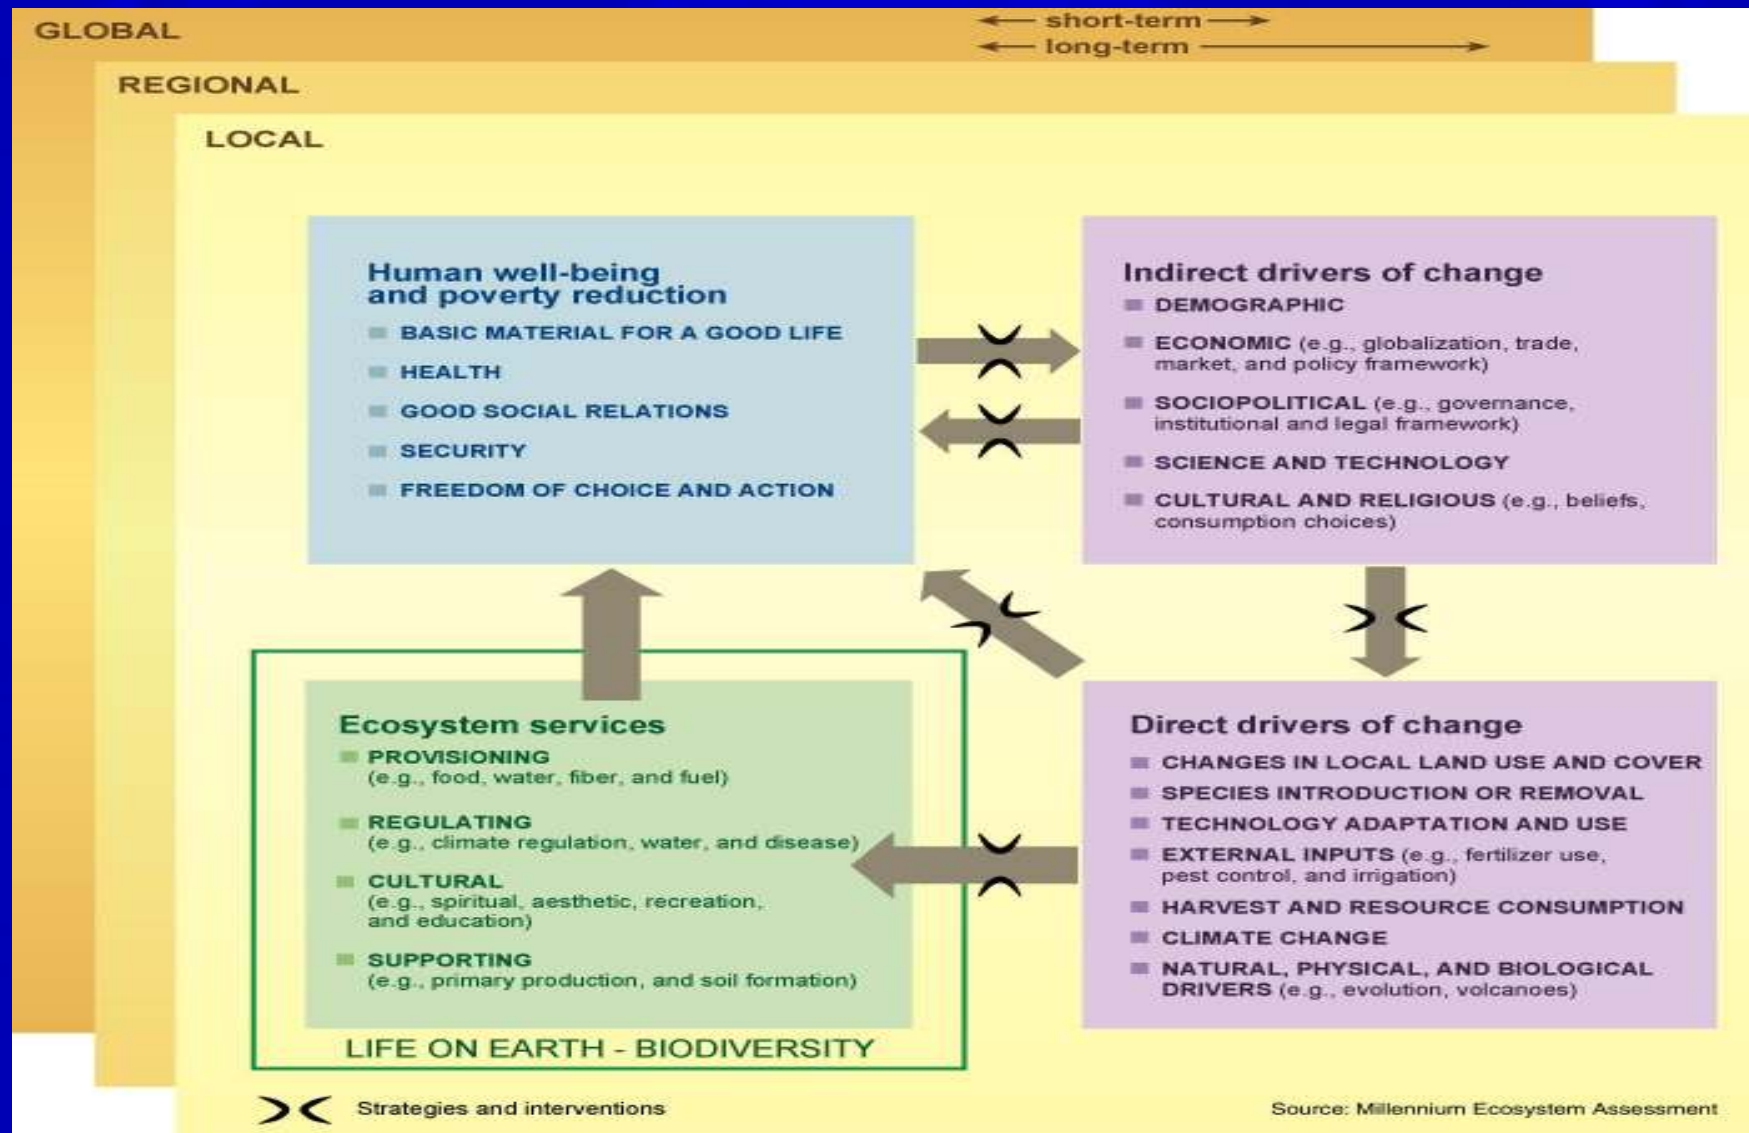 GLOBAL
short-term
long-term
REGIONAL
LOCAL
Human well-being
and poverty reduction
BASIC MATERIAL FOR A GOOD LIFE
HEALTH
GOOD SOCIAL RELATIONS
SECURITY
FREEDOM OF CHOICE AND ACTION
Indirect drivers of change
DEMOGRAPHIC
ECONOMIC (e.g., globalization, trade,
market, and policy framework)
SOCIOPOLITICAL (e.g., governance,
institutional and legal framework)
SCIENCE AND TECHNOLOGY
CULTURAL AND RELIGIOUS (e.g., beliefs,
consumption choices)
Ecosystem services
PROVISIONING
(e.g., food, water, fiber, and fuel)
REGULATING
(e.g., climate regulation, water, and disease)
CULTURAL
(e.g., spiritual, aesthetic, recreation,
and education)
SUPPORTING
(e.g., primary production, and soil formation)
LIFE ON EARTH - BIODIVERSITY
Direct drivers of change
CHANGES IN LOCAL LAND USE AND COVER
SPECIES INTRODUCTION OR REMOVAL
TECHNOLOGY ADAPTATION AND USE
EXTERNAL INPUTS (e.g., fertilizer use,
pest control, and irrigation)
HARVEST AND RESOURCE CONSUMPTION
CLIMATE CHANGE
NATURAL, PHYSICAL, AND BIOLOGICAL
DRIVERS (e.g., evolution, volcanoes)
Strategies and interventions
Source: Millennium Ecosystem Assessment